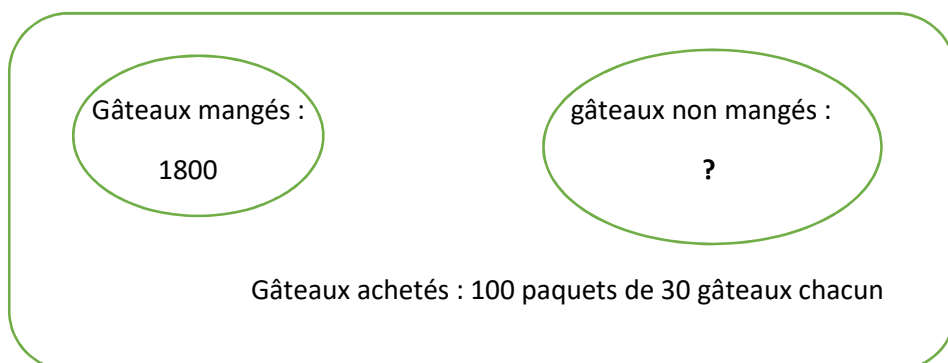 Gâteaux mangés :
1800
gâteaux non mangés :
?
Gâteaux achetés : 100 paquets de 30 gâteaux chacun